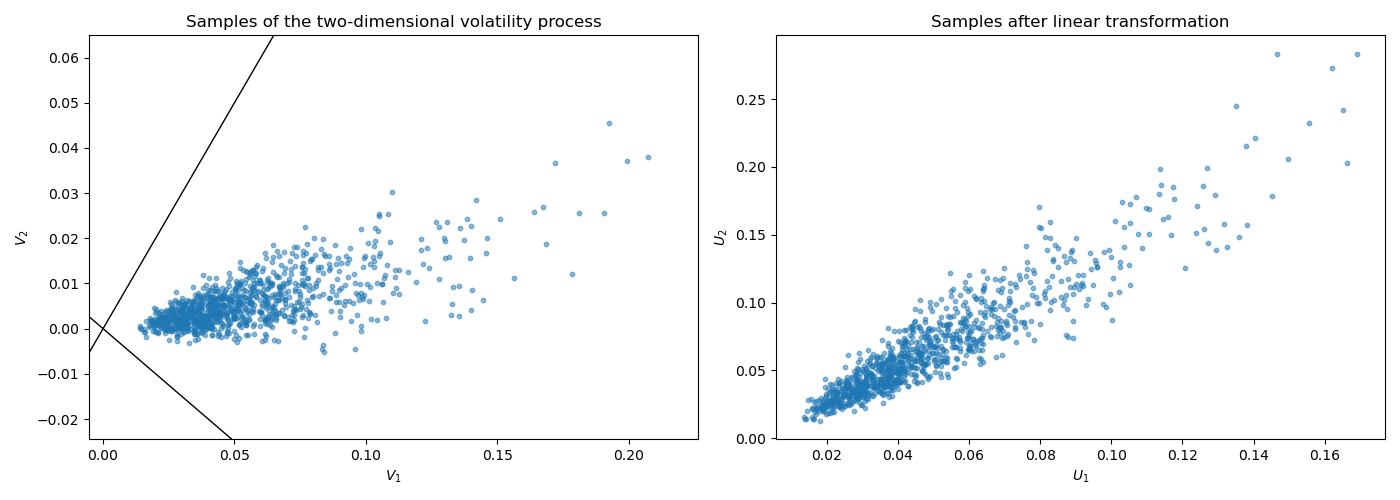 Samples of the two-dimensional volatility process
0.06
0.05
0.04
0.03
0.02
0.01
0.00
−0.01
−0.02
V₂
0.00 0.05 0.10 0.15 0.20
V₁
Samples after linear transformation
0.25
0.20
0.15
0.10
0.05
0.00
U₂
0.02 0.04 0.06 0.08 0.10 0.12 0.14 0.16
U₁